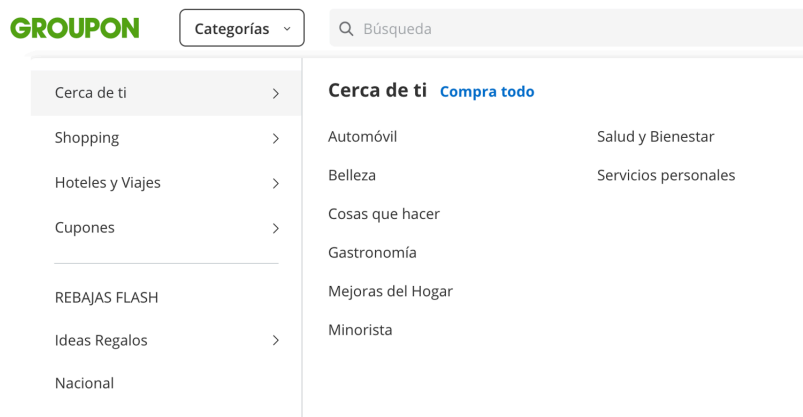 GROUPON
Categorías
Búsqueda
Cerca de ti
Shopping
Hoteles y Viajes
Cupones
REBAJAS FLASH
Ideas Regalos
Nacional
Cerca de ti Compra todo
Automóvil
Belleza
Cosas que hacer
Gastronomía
Mejoras del Hogar
Minorista
Salud y Bienestar
Servicios personales